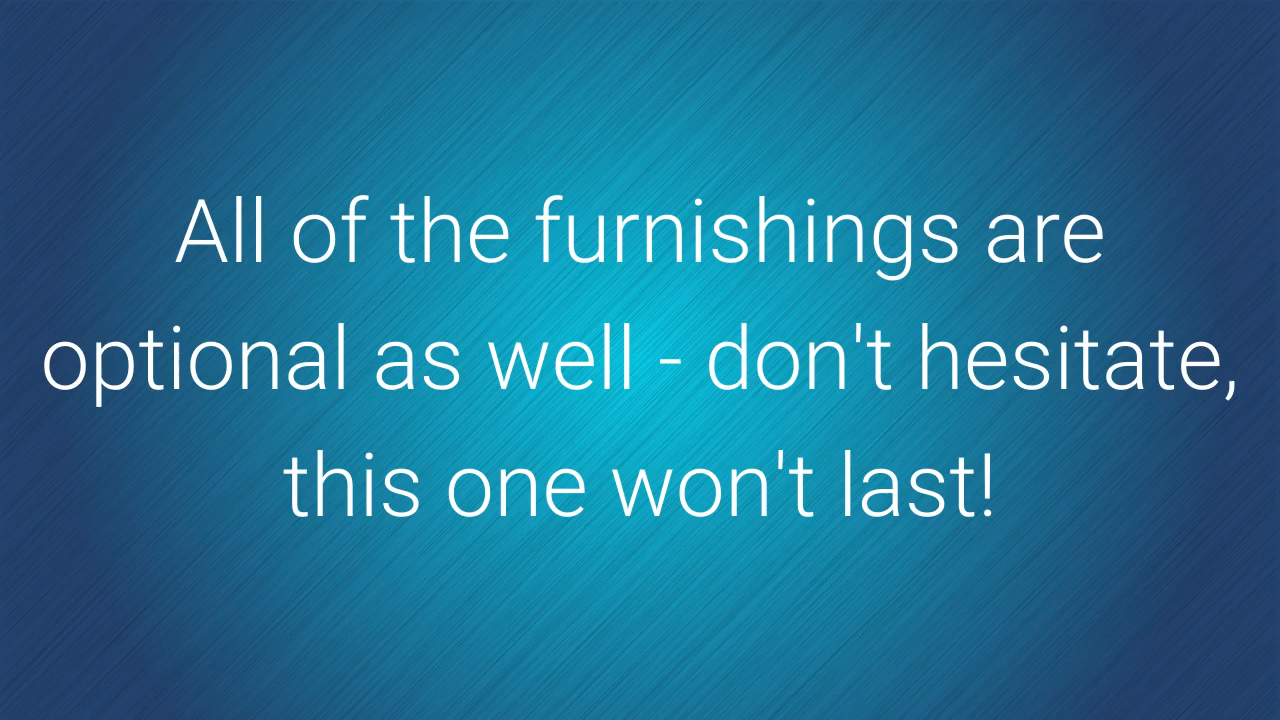 All of the furnishings are
optional as well - don't hesitate,
this one won't last!